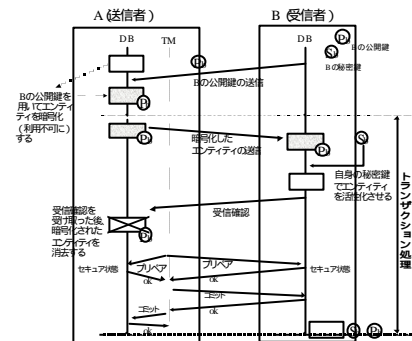 A (送信者)
B (受信者)
DB
TM
DB
Bの公開鍵
Bの秘密鍵
Bの公開鍵の送信
Bの公開鍵を
用いてエンティ
ティを暗号化
(利用不可に)
する
暗号化した
エンティティの送信
自身の秘密鍵
でエンティティ
を活性化させる
受信確認
受信確認を
受け取った後、
暗号化された
エンティティを
消去する
セキュア状態
プリペア
プリペア
セキュア状態
ok
ok
コミット
ok
ok
トランザクション処理